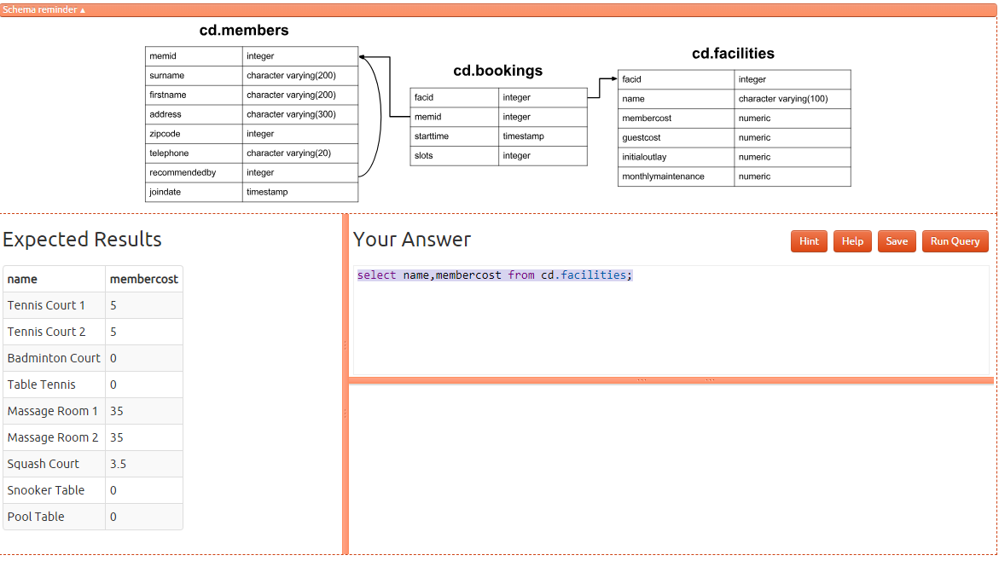 Schema reminder ▲
cd.members
memid integer
surname character varying(200)
firstname character varying(200)
address character varying(300)
zipcode integer
telephone character varying(20)
recommendedby integer
joindate timestamp
cd.bookings
facid integer
memid integer
starttime timestamp
slots integer
cd.facilities
facid integer
name character varying(100)
membercost numeric
guestcost numeric
initialoutlay numeric
monthlymaintenance numeric
Expected Results
name membercost
Tennis Court 1 5
Tennis Court 2 5
Badminton Court 0
Table Tennis 0
Massage Room 1 35
Massage Room 2 35
Squash Court 3.5
Snooker Table 0
Pool Table 0
Your Answer
Hint Help Save Run Query
select name,membercost from cd.facilities;